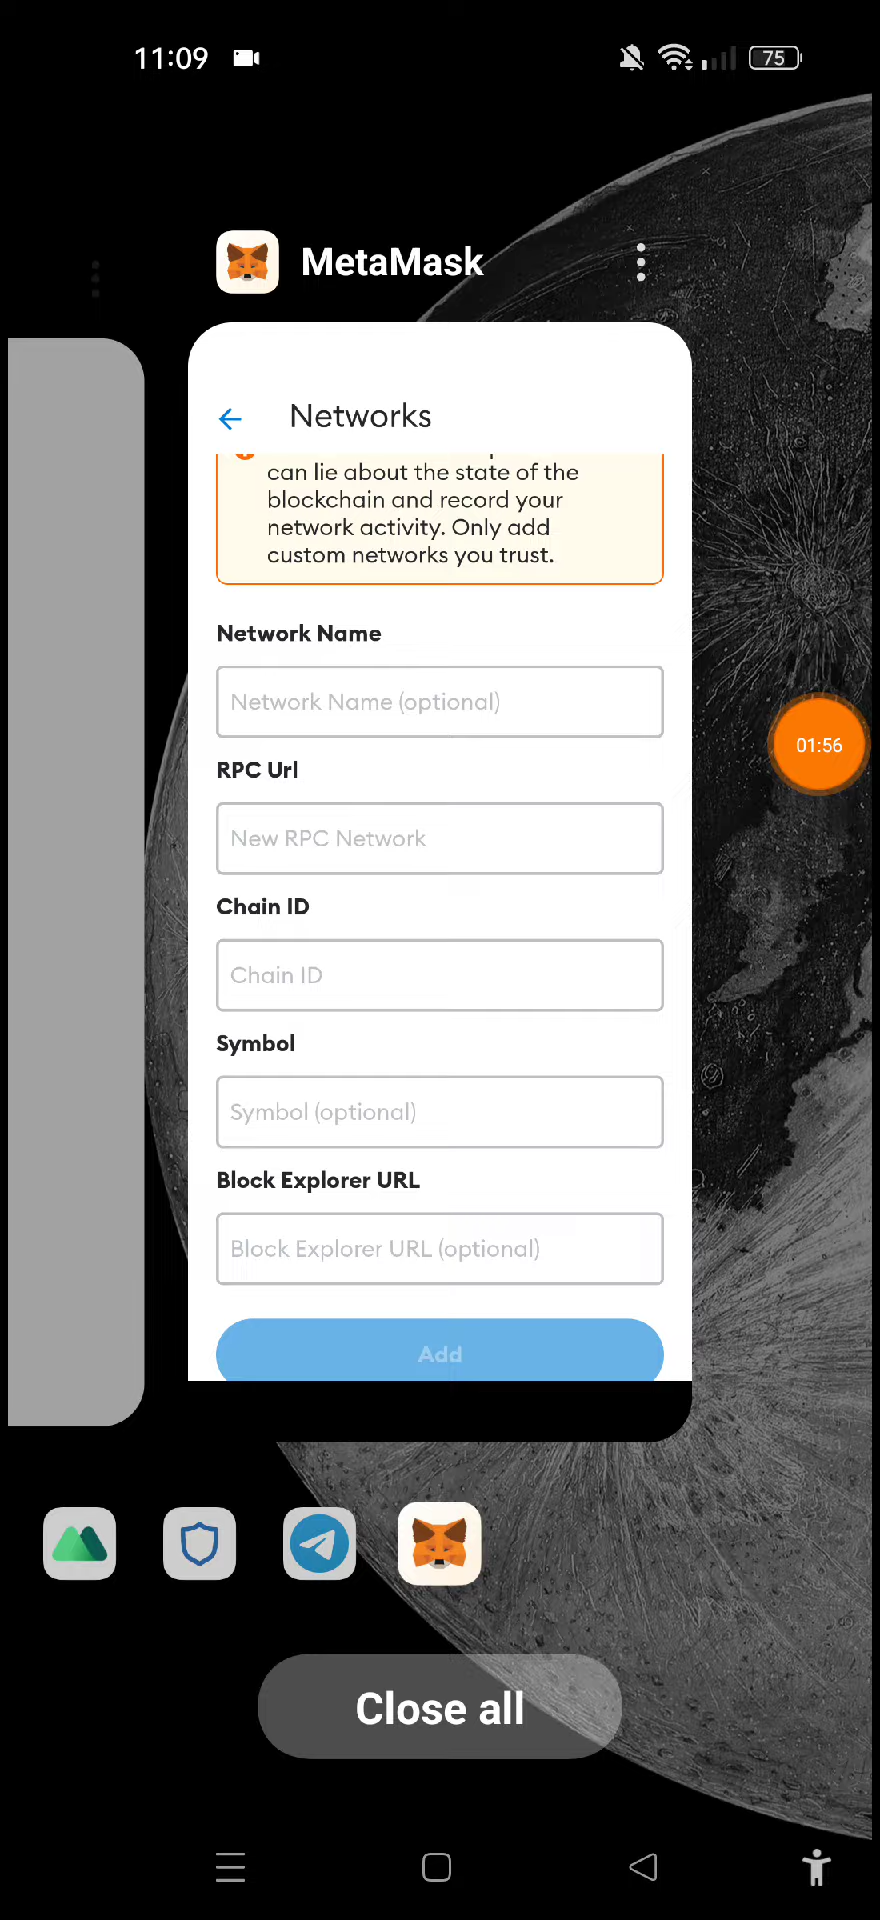 11:09
75
MetaMask
Networks
can lie about the state of the
blockchain and record your
network activity. Only add
custom networks you trust.
Network Name
Network Name (optional)
RPC Url
New RPC Network
01:56
Chain ID
Chain ID
Symbol
Symbol (optional)
Block Explorer URL
Block Explorer URL (optional)
Add
Close all